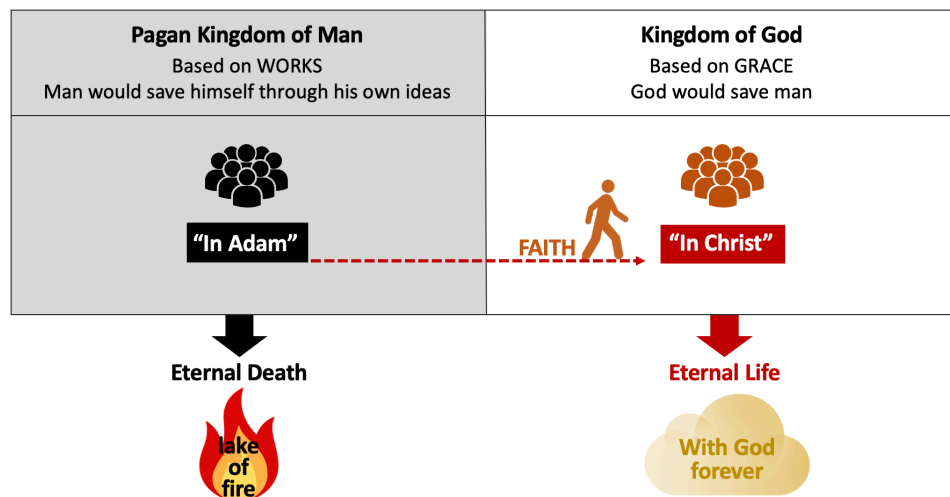 Pagan Kingdom of Man
Based on WORKS
Man would save himself through his own ideas
Kingdom of God
Based on GRACE
God would save man
“In Adam”
FAITH
“In Christ”
Eternal Death
lake
of
fire
Eternal Life
With God
forever